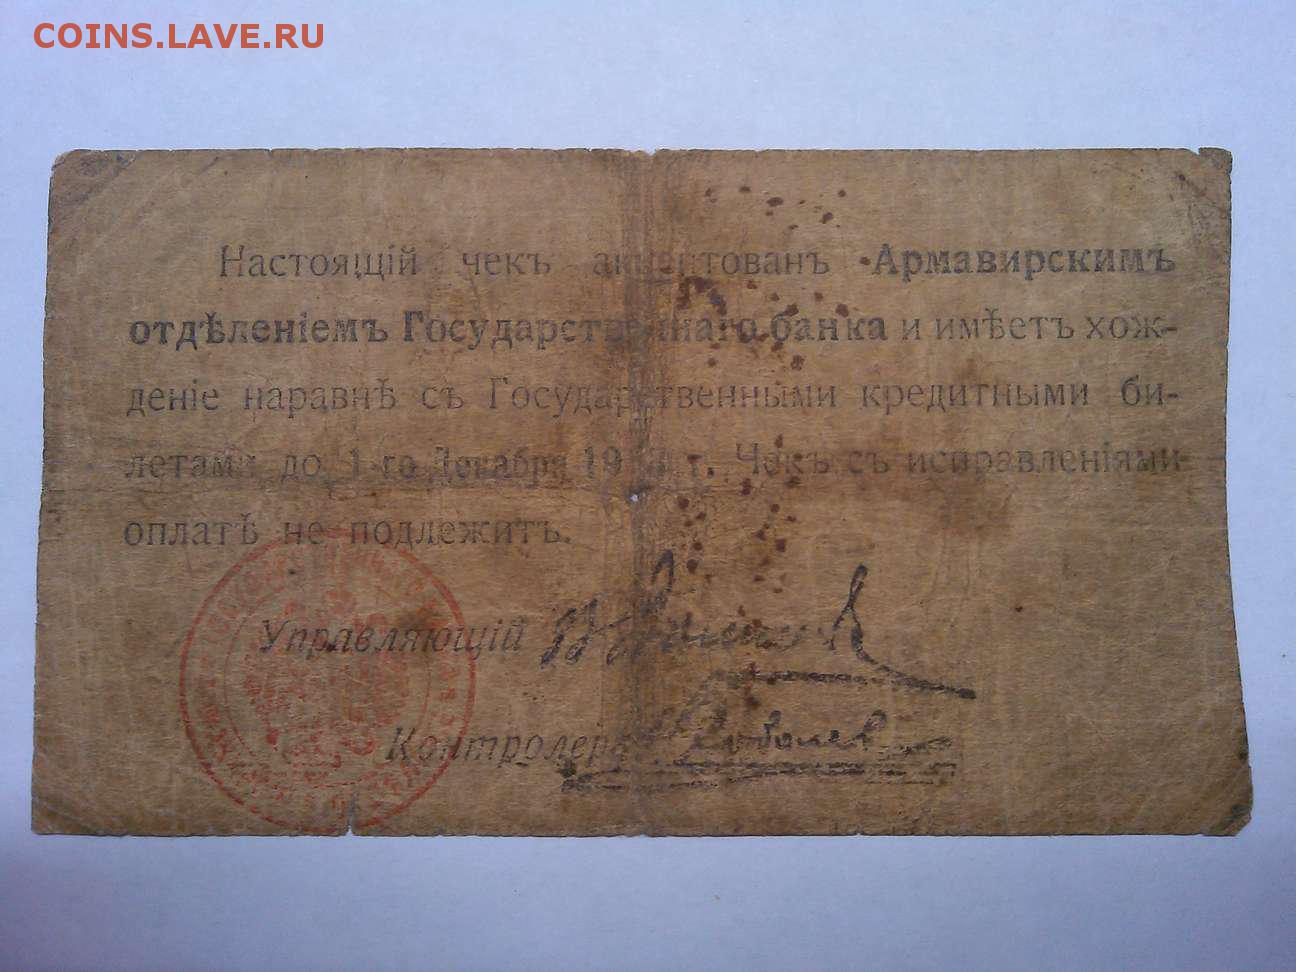 COINS.LAVE.RU
Настоящій чекъ акцептованъ Армавирскимъ
отдѣленіемъ Государственнаго банка и имѣетъ хож-
деніе наравнѣ съ Государственными кредитными би-
летами до 1-го Декабря 19 г. Чекъ съ исправленіями
оплатѣ не подлежитъ.
Управляющій
Контролеръ